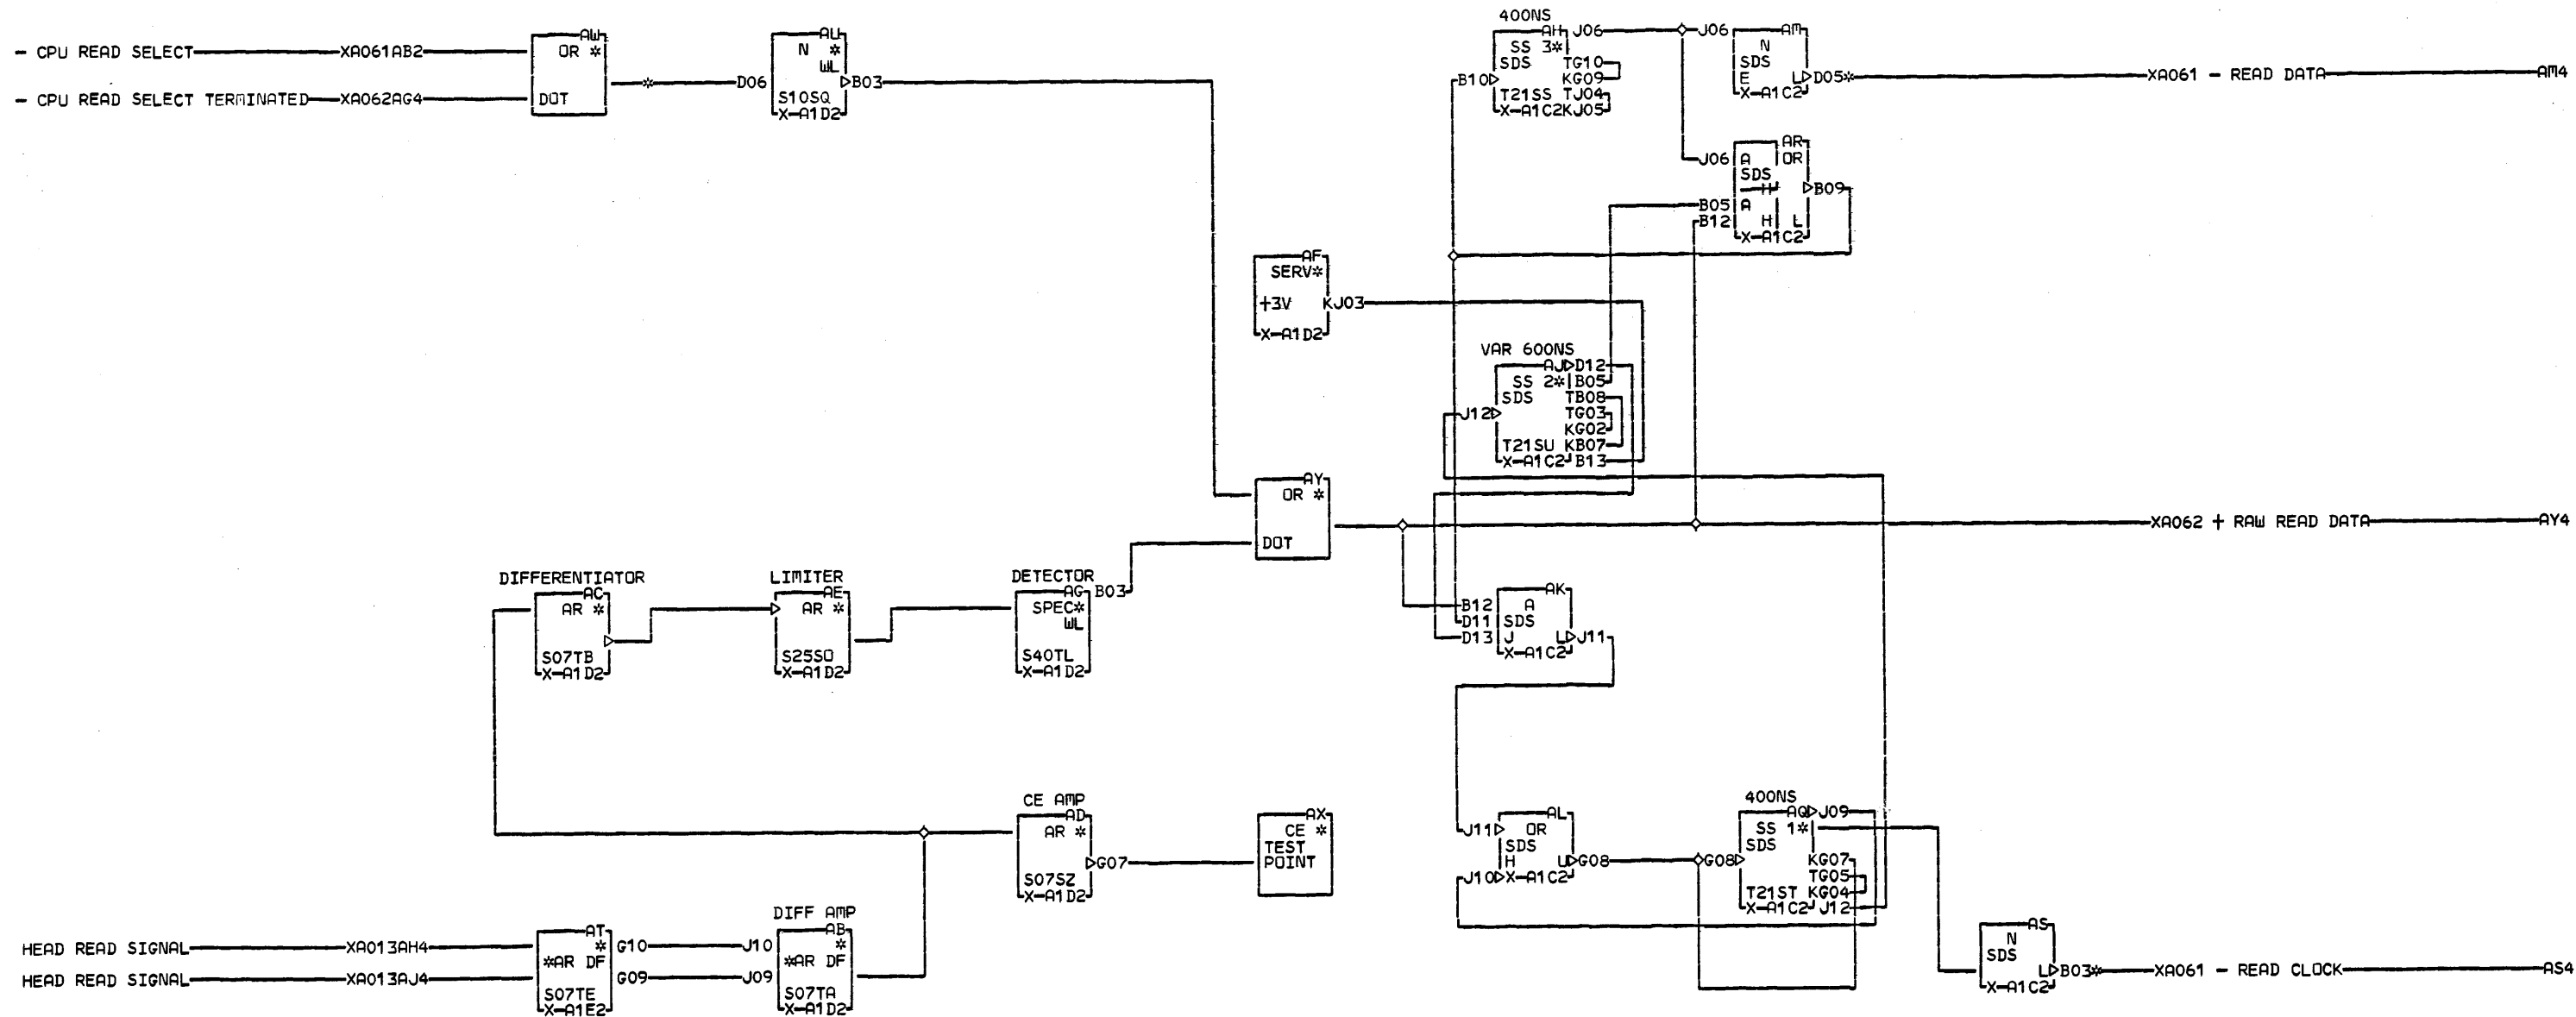 - CPU READ SELECT XA061AB2
- CPU READ SELECT TERMINATED XA062AG4
AW
OR *
DOT
*
D06
AU
N *
WL
S10SQ
X-A1D2
B03
400NS
B10
AH
SS 3*
SDS
T21SS
X-A1C2
J06
TG10
KG09
TJ04
KJ05
J06
AM
N
SDS
E L
X-A1C2
D05*
XA061 - READ DATA AM4
J06
B05
B12
AR
A OR
SDS
H
A
H L
X-A1C2
B09
AF
SERV*
+3V
X-A1D2
KJ03
VAR 600NS
J12
AJ
SS 2*
SDS
T21SU
X-A1C2
D12
B05
TB08
TG03
KG02
KB07
B13
AY
OR *
DOT
XA062 + RAW READ DATA AY4
DIFFERENTIATOR
AC
AR *
S07TB
X-A1D2
LIMITER
AE
AR *
S25SO
X-A1D2
DETECTOR
AG
SPEC*
WL
S40TL
X-A1D2
B03
B12
D11
D13
AK
A
SDS
J L
X-A1C2
J11
CE AMP
AD
AR *
S07SZ
X-A1D2
G07
AX
CE *
TEST
POINT
J11
J10
AL
OR
SDS
H U
X-A1C2
G08
400NS
G08
AQ
SS 1*
SDS
T21ST
X-A1C2
J09
KG07
TG05
KG04
J12
HEAD READ SIGNAL XA013AH4
HEAD READ SIGNAL XA013AJ4
AT
*
*AR DF
S07TE
X-A1E2
G10
G09
J10
J09
DIFF AMP
AB
*
*AR DF
S07TA
X-A1D2
AS
N
SDS
L
X-A1C2
B03*
XA061 - READ CLOCK AS4